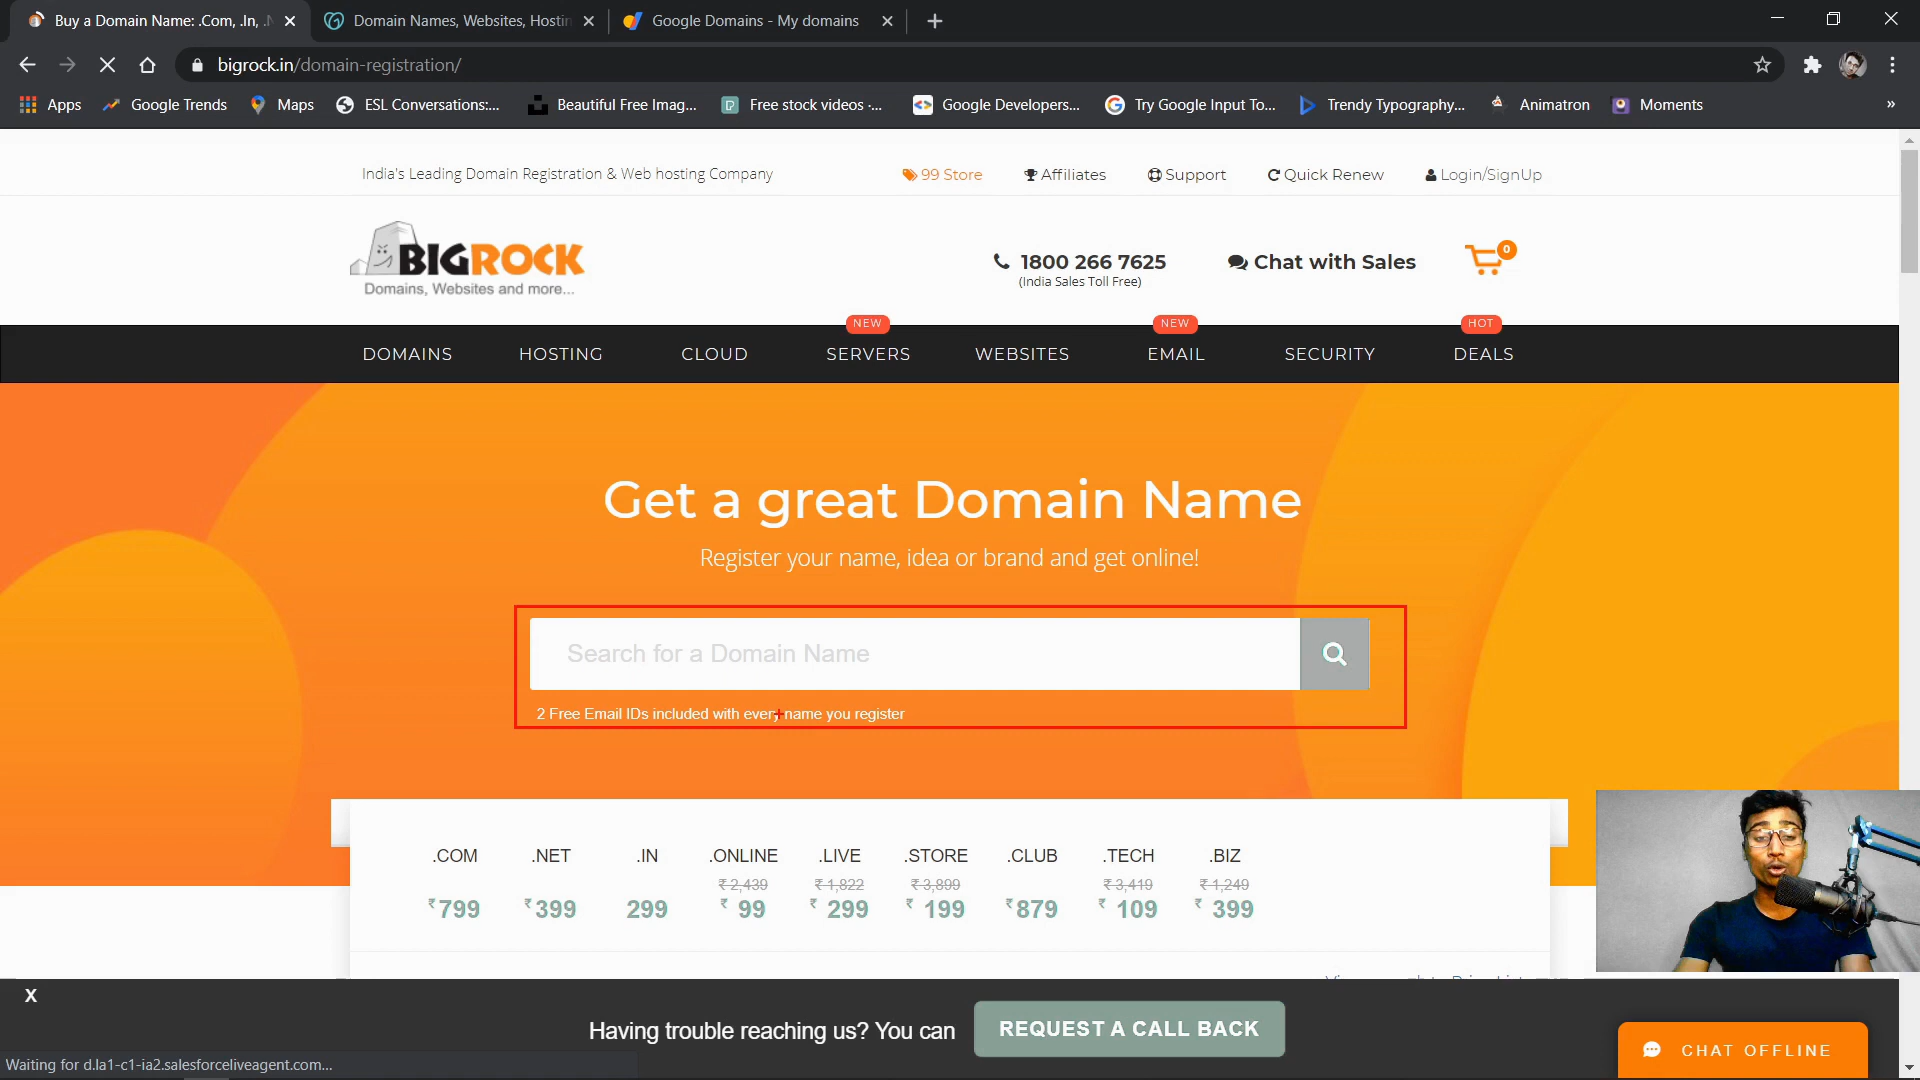 Buy a Domain Name: .Com, .In, .N
Domain Names, Websites, Hostin
Google Domains - My domains
bigrock.in/domain-registration/
Apps
Google Trends
Maps
ESL Conversations:...
Beautiful Free Imag...
Free stock videos ·...
Google Developers...
Try Google Input To...
Trendy Typography...
Animatron
Moments
»
India's Leading Domain Registration & Web hosting Company
99 Store
Affiliates
Support
Quick Renew
Login/SignUp
BIGROCK
Domains, Websites and more...
1800 266 7625
(India Sales Toll Free)
Chat with Sales
0
NEW
NEW
HOT
DOMAINS
HOSTING
CLOUD
SERVERS
WEBSITES
EMAIL
SECURITY
DEALS
Get a great Domain Name
Register your name, idea or brand and get online!
Search for a Domain Name
2 Free Email IDs included with every name you register
.COM
.NET
.IN
.ONLINE
.LIVE
.STORE
.CLUB
.TECH
.BIZ
₹ 2,439
₹ 1,822
₹ 3,899
₹ 3,419
₹ 1,249
₹ 799
₹ 399
299
₹ 99
₹ 299
₹ 199
₹ 879
₹ 109
₹ 399
X
Having trouble reaching us? You can
REQUEST A CALL BACK
CHAT OFFLINE
Waiting for d.la1-c1-ia2.salesforceliveagent.com...